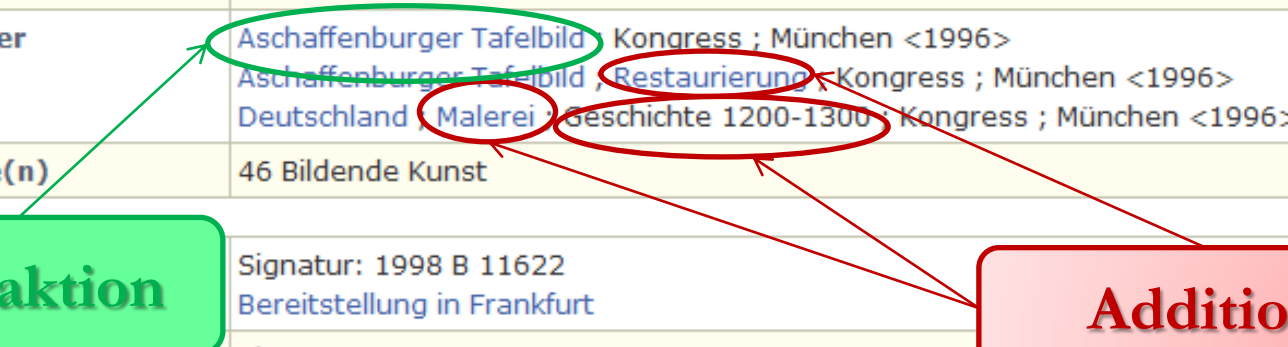 er
Aschaffenburger Tafelbild ; Kongress ; München <1996>
Aschaffenburger Tafelbild ; Restaurierung ; Kongress ; München <1996>
Deutschland ; Malerei ; Geschichte 1200-1300 ; Kongress ; München <1996>
e(n)
46 Bildende Kunst
Signatur: 1998 B 11622
Bereitstellung in Frankfurt
aktion
Additio